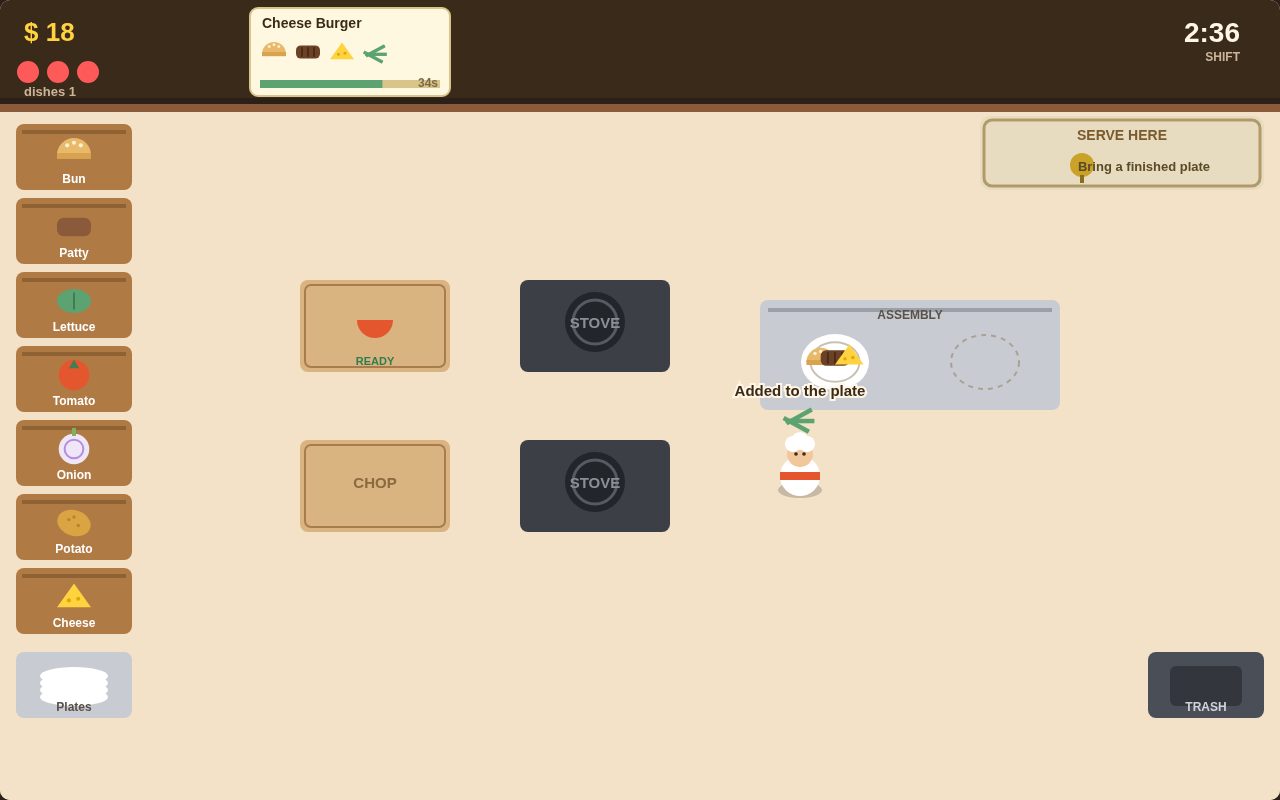 $ 18
dishes 1
Cheese Burger
34s
2:36
SHIFT
SERVE HERE
Bring a finished plate
Bun
Patty
Lettuce
Tomato
Onion
Potato
Cheese
Plates
READY
STOVE
ASSEMBLY
Added to the plate
CHOP
STOVE
TRASH